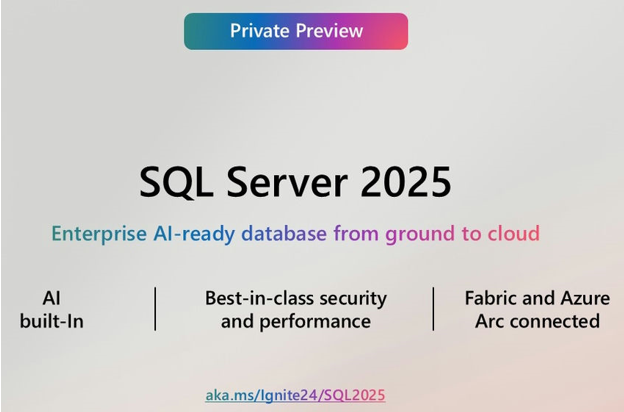 Private Preview
SQL Server 2025
Enterprise AI-ready database from ground to cloud
AI
built-In
Best-in-class security
and performance
Fabric and Azure
Arc connected
aka.ms/Ignite24/SQL2025